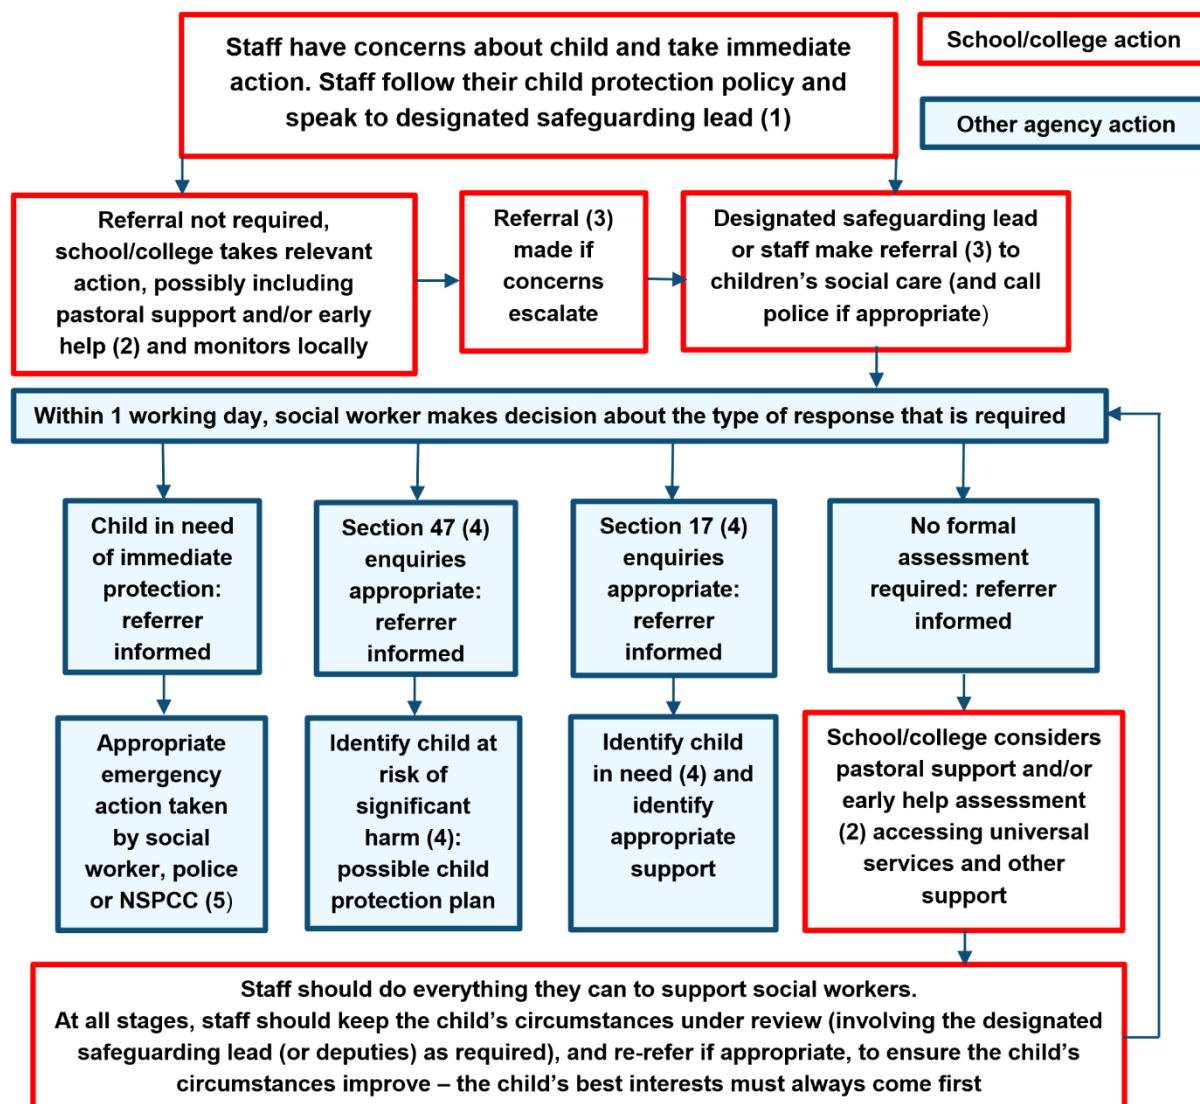 Staff have concerns about child and take immediate
action. Staff follow their child protection policy and
speak to designated safeguarding lead (1)
School/college action
Other agency action
Referral not required,
school/college takes relevant
action, possibly including
pastoral support and/or early
help (2) and monitors locally
Referral (3)
made if
concerns
escalate
Designated safeguarding lead
or staff make referral (3) to
children’s social care (and call
police if appropriate)
Within 1 working day, social worker makes decision about the type of response that is required
Child in need
of immediate
protection:
referrer
informed
Section 47 (4)
enquiries
appropriate:
referrer
informed
Section 17 (4)
enquiries
appropriate:
referrer
informed
No formal
assessment
required: referrer
informed
Appropriate
emergency
action taken
by social
worker, police
or NSPCC (5)
Identify child at
risk of
significant
harm (4):
possible child
protection plan
Identify child
in need (4) and
identify
appropriate
support
School/college considers
pastoral support and/or
early help assessment
(2) accessing universal
services and other
support
Staff should do everything they can to support social workers.
At all stages, staff should keep the child’s circumstances under review (involving the designated
safeguarding lead (or deputies) as required), and re-refer if appropriate, to ensure the child’s
circumstances improve – the child’s best interests must always come first